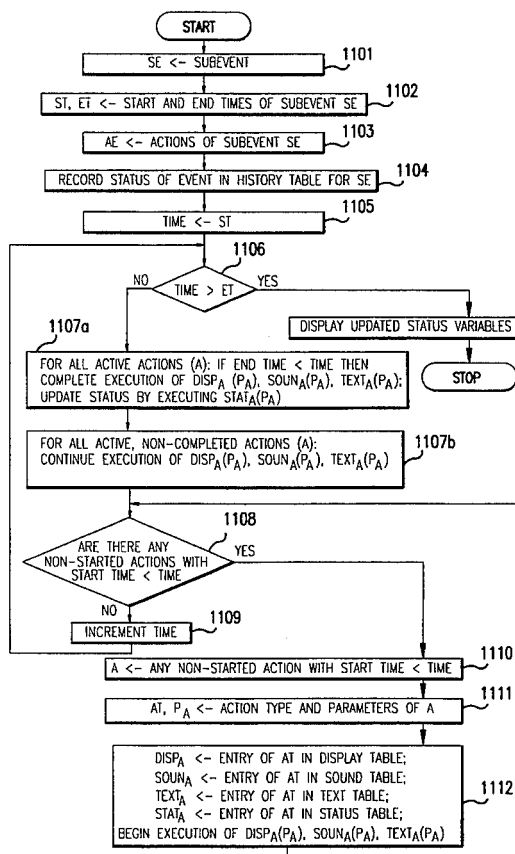 START
SE <- SUBEVENT
1101
ST, ET <- START AND END TIMES OF SUBEVENT SE
1102
AE <- ACTIONS OF SUBEVENT SE
1103
RECORD STATUS OF EVENT IN HISTORY TABLE FOR SE
1104
TIME <- ST
1105
1106
NO
TIME > ET
YES
DISPLAY UPDATED STATUS VARIABLES
STOP
1107a
FOR ALL ACTIVE ACTIONS (A): IF END TIME < TIME THEN
COMPLETE EXECUTION OF DISPA (PA), SOUNA(PA), TEXTA(PA);
UPDATE STATUS BY EXECUTING STATA(PA)
1107b
FOR ALL ACTIVE, NON-COMPLETED ACTIONS (A):
CONTINUE EXECUTION OF DISPA(PA), SOUNA(PA), TEXTA(PA)
1108
ARE THERE ANY
NON-STARTED ACTIONS WITH
START TIME < TIME
YES
NO
INCREMENT TIME
1109
A <- ANY NON-STARTED ACTION WITH START TIME < TIME
1110
AT, PA <- ACTION TYPE AND PARAMETERS OF A
1111
DISPA <- ENTRY OF AT IN DISPLAY TABLE;
SOUNA <- ENTRY OF AT IN SOUND TABLE;
TEXTA <- ENTRY OF AT IN TEXT TABLE;
STATA <- ENTRY OF AT IN STATUS TABLE;
BEGIN EXECUTION OF DISPA(PA), SOUNA(PA), TEXTA(PA)
1112